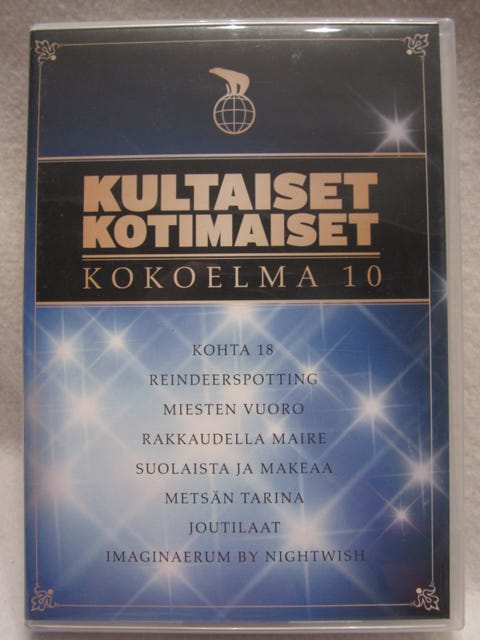 KULTAISET
KOTIMAISET
KOKOELMA 10
KOHTA 18
REINDEERSPOTTING
MIESTEN VUORO
RAKKAUDELLA MAIRE
SUOLAISTA JA MAKEAA
METSÄN TARINA
JOUTILAAT
IMAGINAERUM BY NIGHTWISH